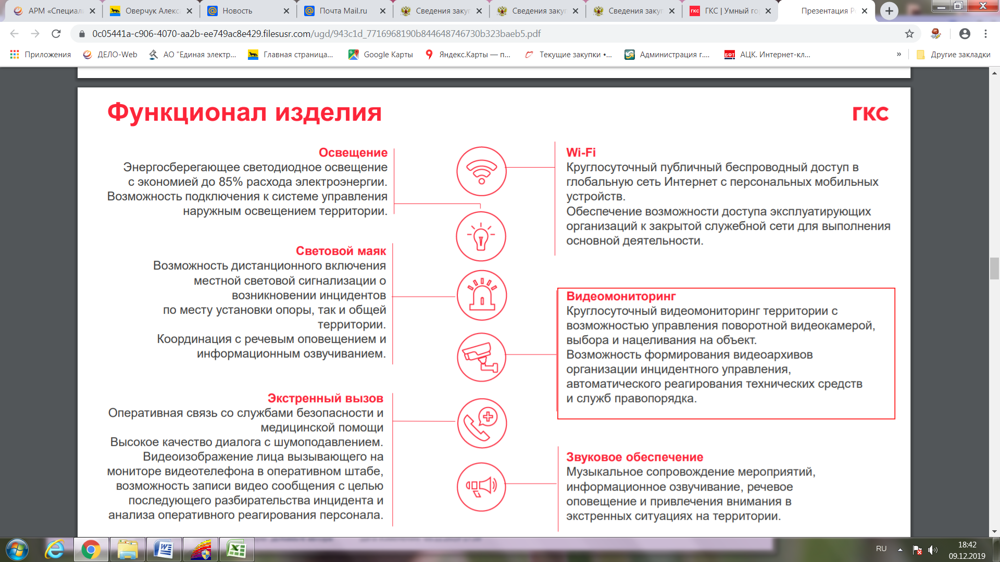 АРМ «Специал
Оверчук Алекс
Новость
Почта Mail.ru
Сведения закуп
Сведения закуп
Сведения закуп
ГКС | Умный го
Презентация Р
0c05441a-c906-4070-aa2b-ee749ac8e429.filesusr.com/ugd/943c1d_7716968190b844648746730b323baeb5.pdf
Приложения
ДЕЛО-Web
АО "Единая электр...
Главная страница...
Google Карты
Яндекс.Карты — п...
Текущие закупки •...
Администрация г....
БФТ
АЦК. Интернет-кл...
»
Другие закладки
Функционал изделия
ГКС
Освещение
Энергосберегающее светодиодное освещение
с экономией до 85% расхода электроэнергии.
Возможность подключения к системе управления
наружным освещением территории.
Световой маяк
Возможность дистанционного включения
местной световой сигнализации о
возникновении инцидентов
по месту установки опоры, так и общей
территории.
Координация с речевым оповещением и
информационным озвучиванием.
Экстренный вызов
Оперативная связь со службами безопасности и
медицинской помощи
Высокое качество диалога с шумоподавлением.
Видеоизображение лица вызывающего на
мониторе видеотелефона в оперативном штабе,
возможность записи видео сообщения с целью
последующего разбирательства инцидента и
анализа оперативного реагирования персонала.
Wi-Fi
Круглосуточный публичный беспроводный доступ в
глобальную сеть Интернет с персональных мобильных
устройств.
Обеспечение возможности доступа эксплуатирующих
организаций к закрытой служебной сети для выполнения
основной деятельности.
Видеомониторинг
Круглосуточный видеомониторинг территории с
возможностью управления поворотной видеокамерой,
выбора и нацеливания на объект.
Возможность формирования видеоархивов
организации инцидентного управления,
автоматического реагирования технических средств
и служб правопорядка.
Звуковое обеспечение
Музыкальное сопровождение мероприятий,
информационное озвучивание, речевое
оповещение и привлечения внимания в
экстренных ситуациях на территории.
RU
18:42
09.12.2019